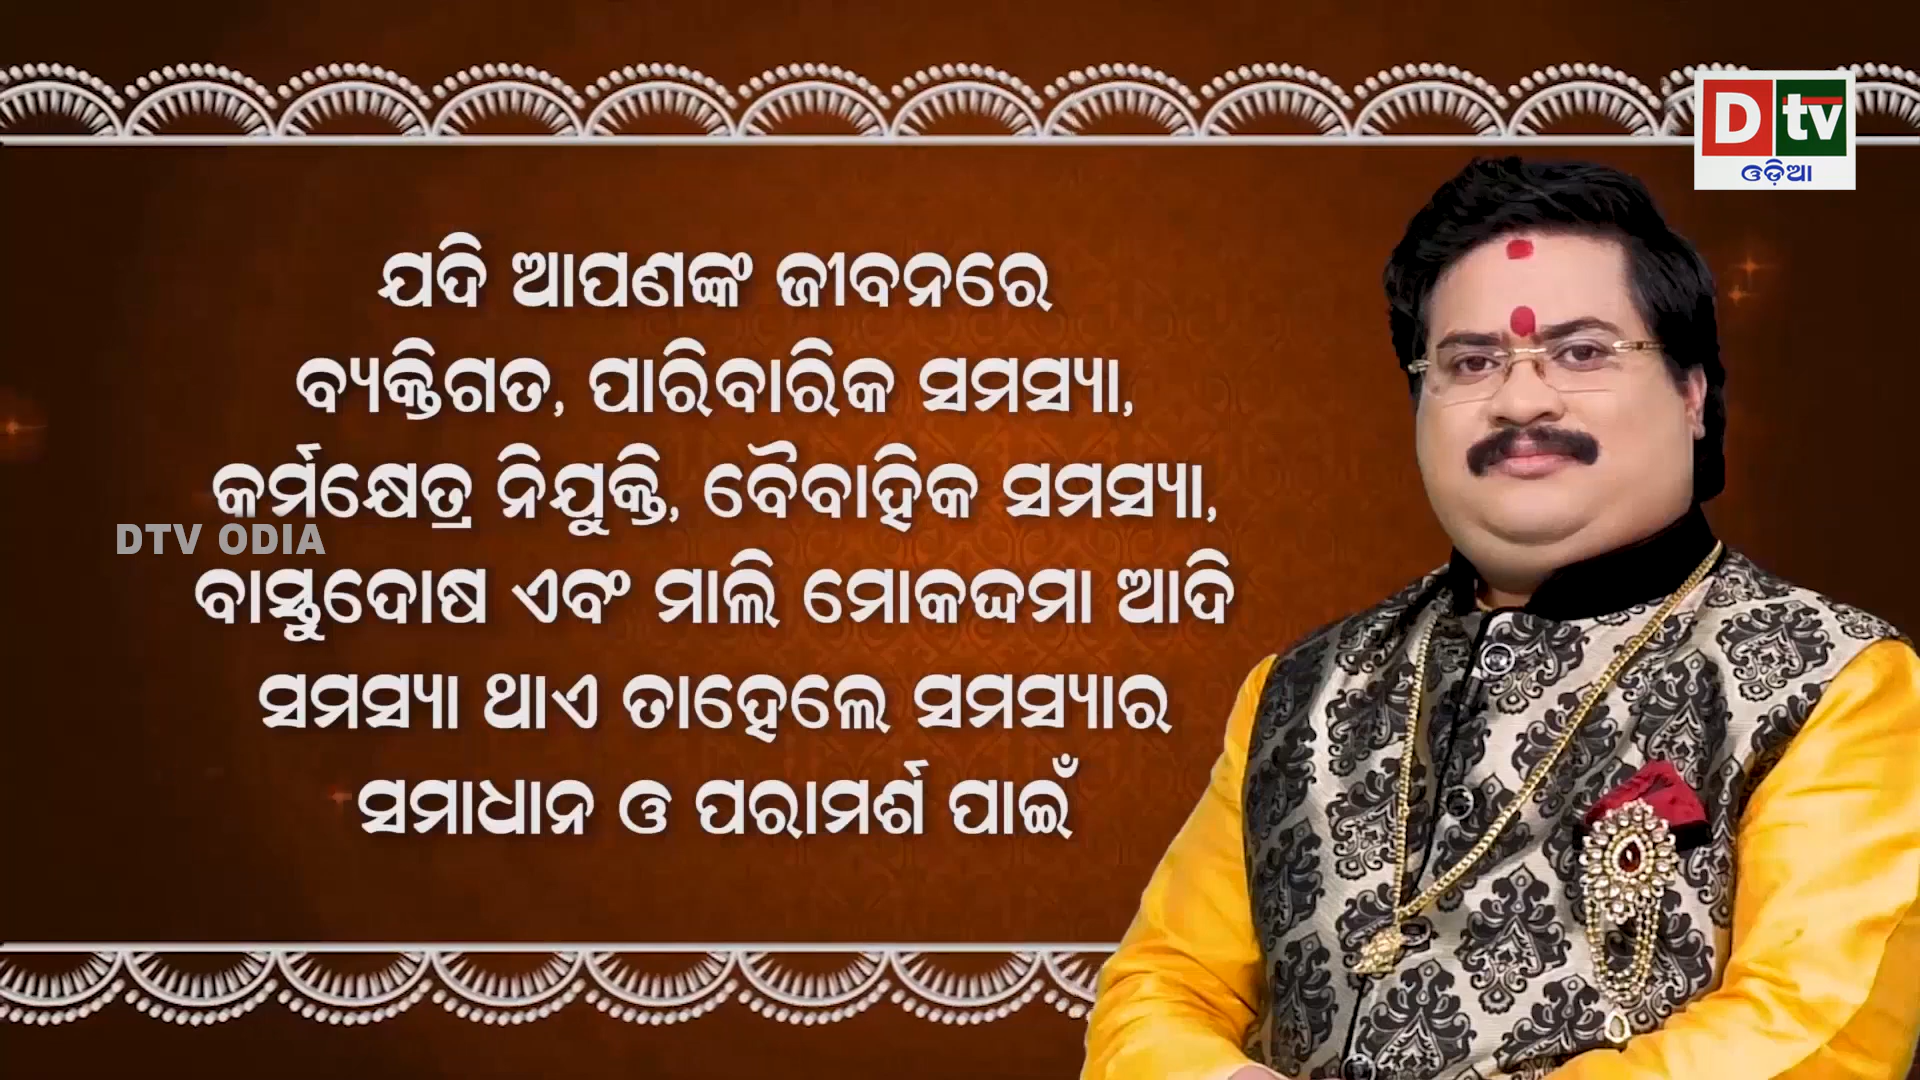 D tv
ଓଡ଼ିଆ
ଯଦି ଆପଣଙ୍କ ଜୀବନରେ
ବ୍ୟକ୍ତିଗତ, ପାରିବାରିକ ସମସ୍ୟା,
କର୍ମକ୍ଷେତ୍ର ନିଯୁକ୍ତି, ବୈବାହିକ ସମସ୍ୟା,
DTV ODIA
ବାସ୍ତୁଦୋଷ ଏବଂ ମାଲି ମୋକଦ୍ଦମା ଆଦି
ସମସ୍ୟା ଥାଏ ତାହେଲେ ସମସ୍ୟାର
ସମାଧାନ ଓ ପରାମର୍ଶ ପାଇଁ